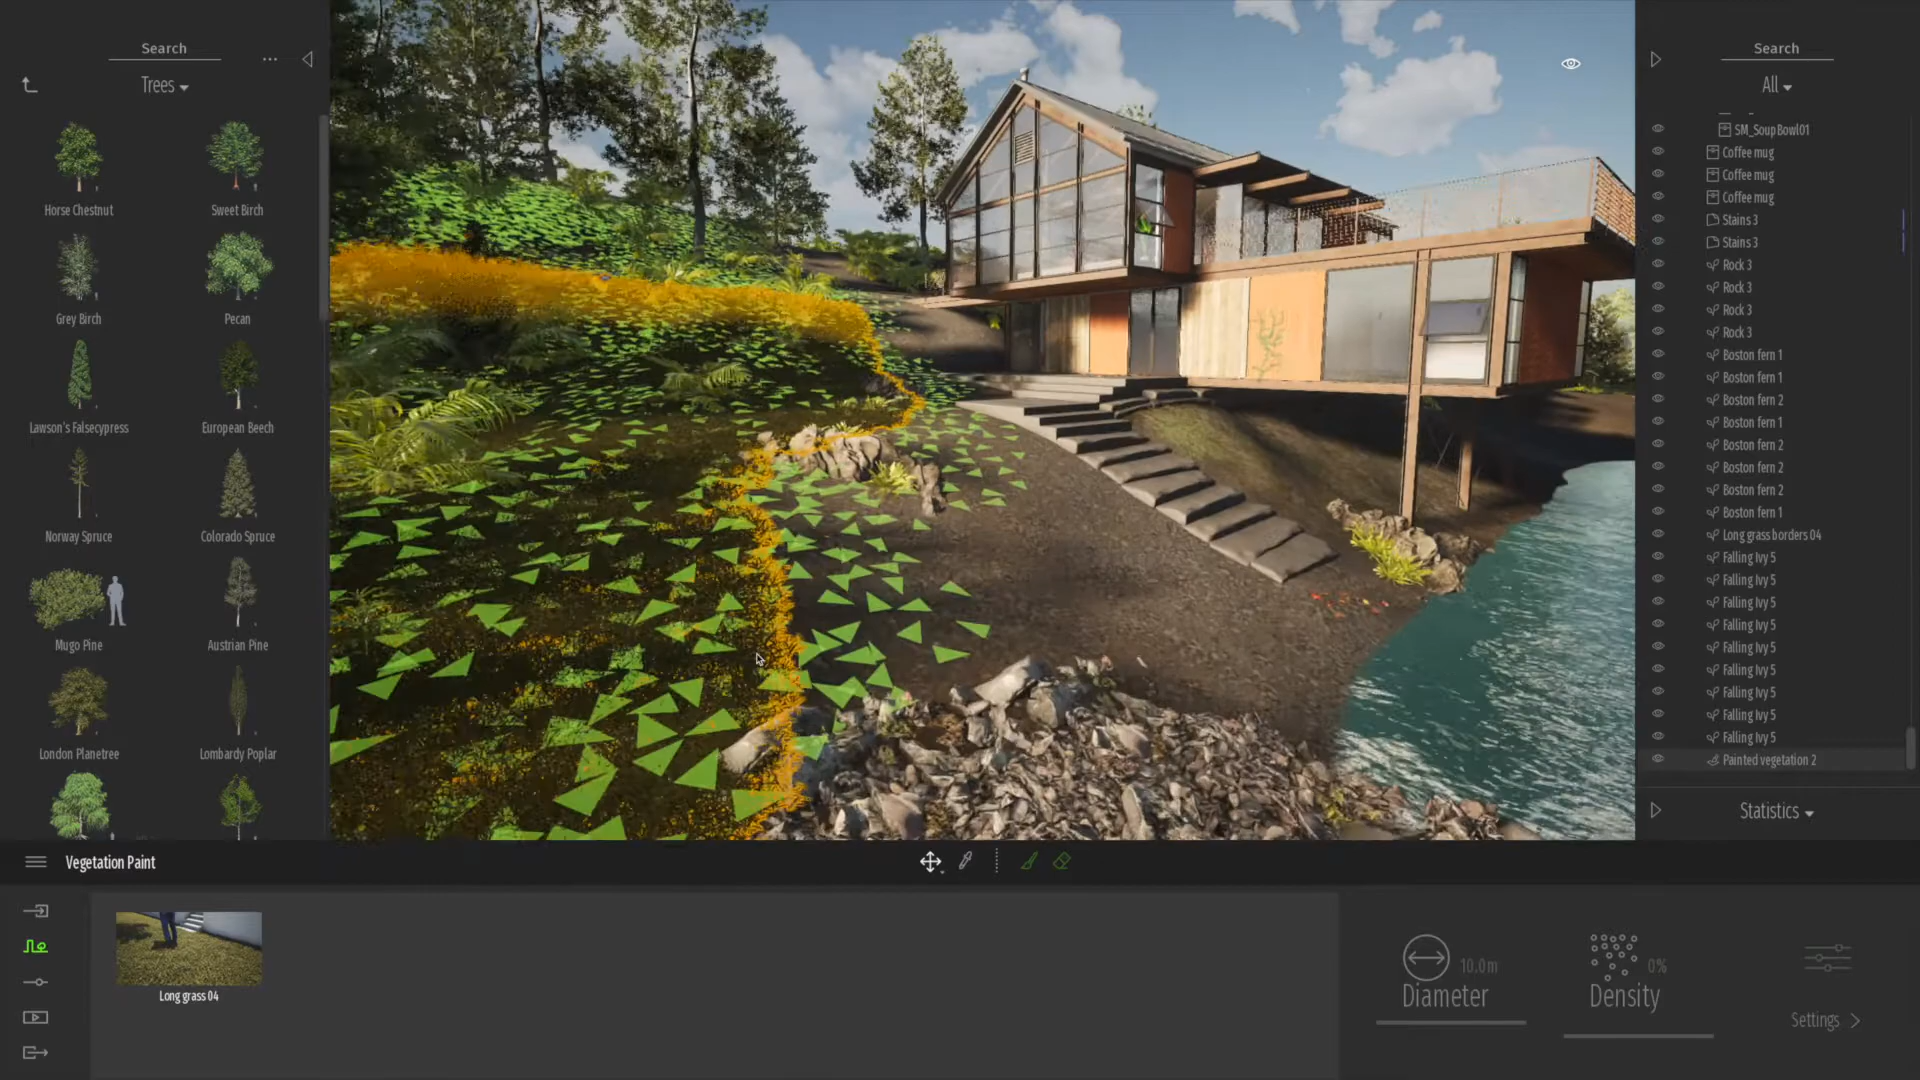 Search
Trees
Horse Chestnut
Sweet Birch
Grey Birch
Pecan
Lawson's Falsecypress
European Beech
Norway Spruce
Colorado Spruce
Mugo Pine
Austrian Pine
London Planetree
Lombardy Poplar
Search
All
SM_SoupBowl01
Coffee mug
Coffee mug
Coffee mug
Stains 3
Stains 3
Rock 3
Rock 3
Rock 3
Rock 3
Boston fern 1
Boston fern 1
Boston fern 2
Boston fern 1
Boston fern 2
Boston fern 2
Boston fern 2
Boston fern 1
Long grass borders 04
Falling Ivy 5
Falling Ivy 5
Falling Ivy 5
Falling Ivy 5
Falling Ivy 5
Falling Ivy 5
Falling Ivy 5
Falling Ivy 5
Falling Ivy 5
Painted vegetation 2
Statistics
Vegetation Paint
Long grass 04
10.0m
Diameter
0%
Density
Settings